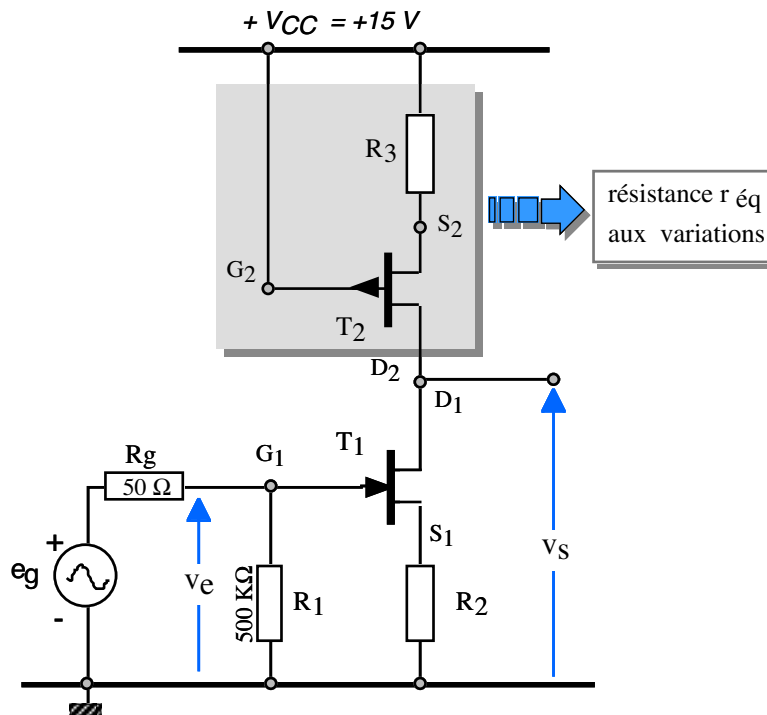 + VCC = +15 V
R3
S2
résistance r éq
aux variations
G2
T2
D2
D1
T1
G1
Rg
50 Ω
S1
+
eg
-
ve
500 KΩ
R1
R2
vs